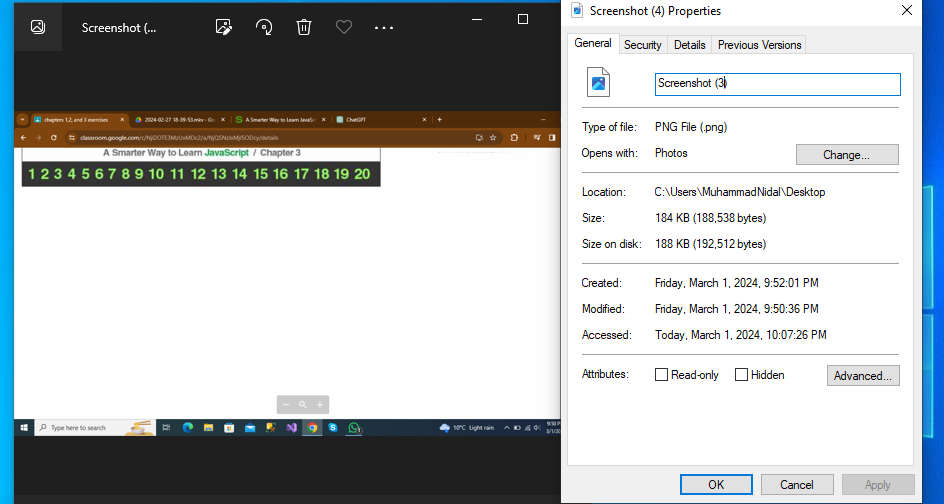 Screenshot (...
chapters 1,2, and 3 exercises
2024-02-27 18-39-53.mkv - Goog
A Smarter Way to Learn JavaSc
ChatGPT
classroom.google.com/c/NjI2OTE3MzUxMDc2/a/NjQ5NzIxMjI5ODcy/details
A Smarter Way to Learn JavaScript / Chapter 3
1 2 3 4 5 6 7 8 9 10 11 12 13 14 15 16 17 18 19 20
Type here to search
10°C Light rain
9:50 P
3/1/20
Screenshot (4) Properties
General Security Details Previous Versions
Screenshot (3)
Type of file: PNG File (.png)
Opens with: Photos Change...
Location: C:\Users\MuhammadNidal\Desktop
Size: 184 KB (188,538 bytes)
Size on disk: 188 KB (192,512 bytes)
Created: Friday, March 1, 2024, 9:52:01 PM
Modified: Friday, March 1, 2024, 9:50:36 PM
Accessed: Today, March 1, 2024, 10:07:26 PM
Attributes: Read-only Hidden Advanced...
OK Cancel Apply